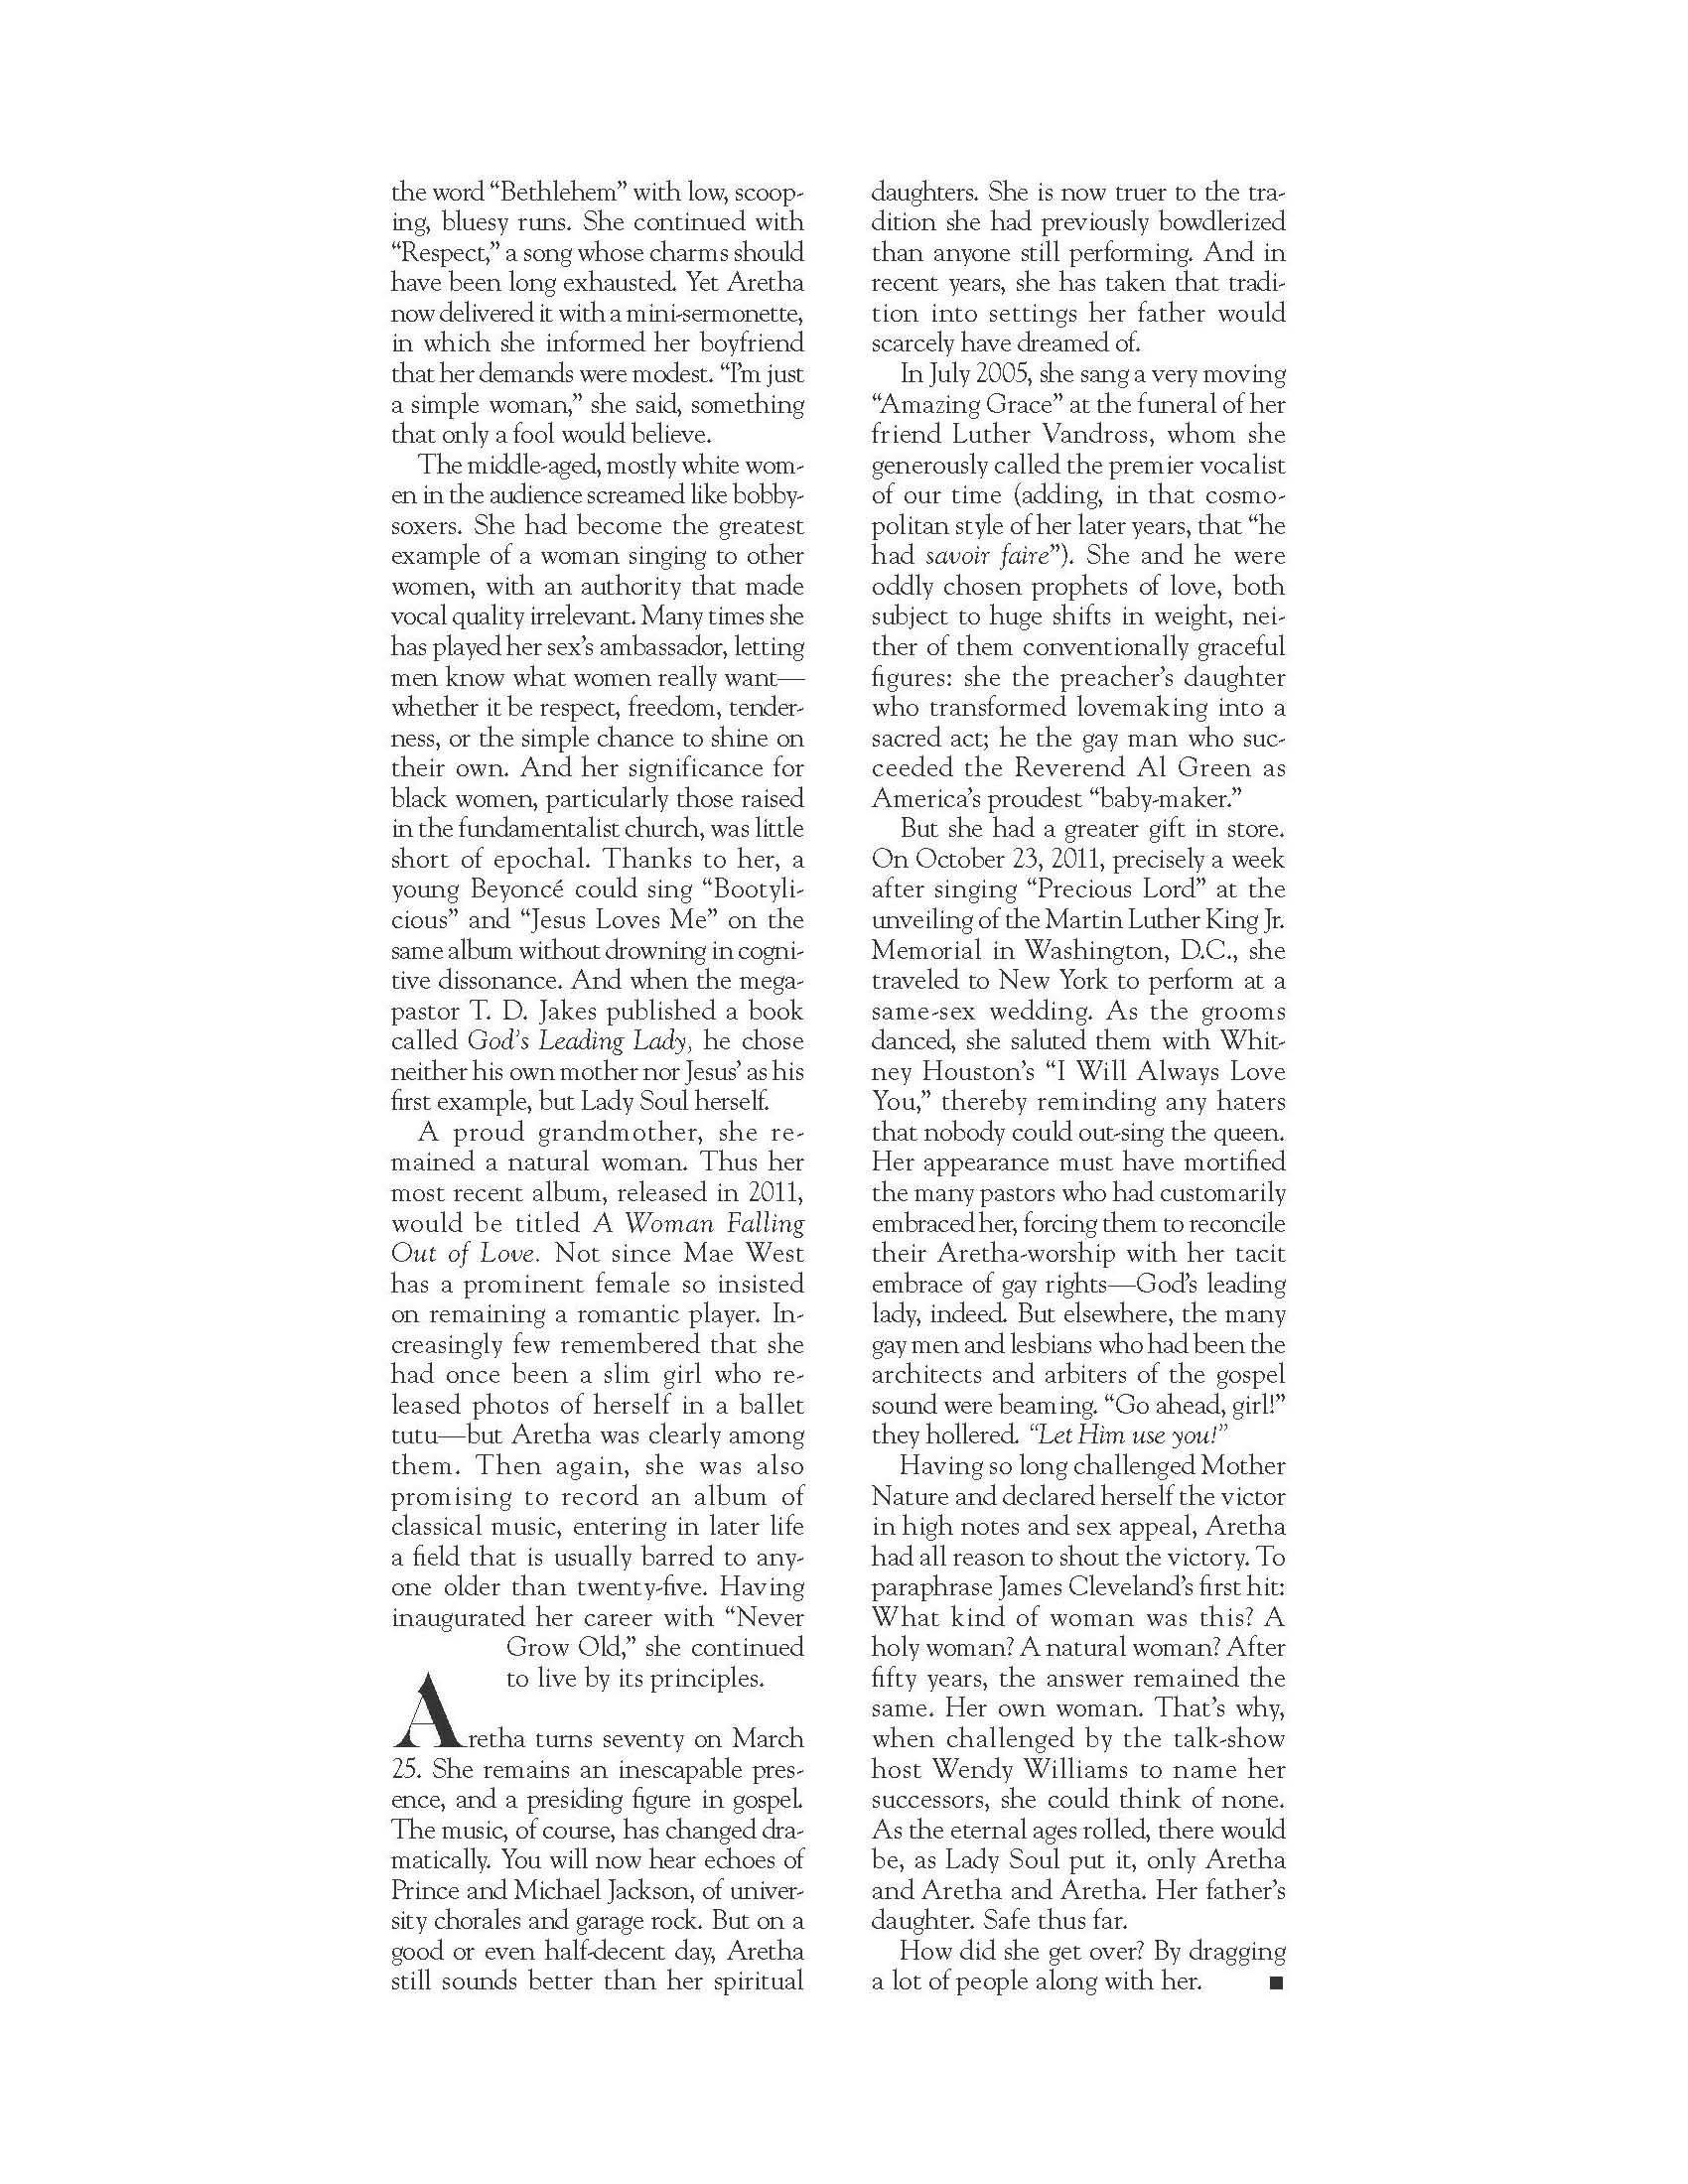 the word “Bethlehem” with low, scoop-
ing, bluesy runs. She continued with
“Respect,” a song whose charms should
have been long exhausted. Yet Aretha
now delivered it with a mini-sermonette,
in which she informed her boyfriend
that her demands were modest. “I’m just
a simple woman,” she said, something
that only a fool would believe.
The middle-aged, mostly white wom-
en in the audience screamed like bobby-
soxers. She had become the greatest
example of a woman singing to other
women, with an authority that made
vocal quality irrelevant. Many times she
has played her sex’s ambassador, letting
men know what women really want—
whether it be respect, freedom, tender-
ness, or the simple chance to shine on
their own. And her significance for
black women, particularly those raised
in the fundamentalist church, was little
short of epochal. Thanks to her, a
young Beyoncé could sing “Bootyli-
cious” and “Jesus Loves Me” on the
same album without drowning in cogni-
tive dissonance. And when the mega-
pastor T. D. Jakes published a book
called God’s Leading Lady, he chose
neither his own mother nor Jesus’ as his
first example, but Lady Soul herself.
A proud grandmother, she re-
mained a natural woman. Thus her
most recent album, released in 2011,
would be titled A Woman Falling
Out of Love. Not since Mae West
has a prominent female so insisted
on remaining a romantic player. In-
creasingly few remembered that she
had once been a slim girl who re-
leased photos of herself in a ballet
tutu—but Aretha was clearly among
them. Then again, she was also
promising to record an album of
classical music, entering in later life
a field that is usually barred to any-
one older than twenty-five. Having
inaugurated her career with “Never
Grow Old,” she continued
to live by its principles.
Aretha turns seventy on March
25. She remains an inescapable pres-
ence, and a presiding figure in gospel.
The music, of course, has changed dra-
matically. You will now hear echoes of
Prince and Michael Jackson, of univer-
sity chorales and garage rock. But on a
good or even half-decent day, Aretha
still sounds better than her spiritual
daughters. She is now truer to the tra-
dition she had previously bowdlerized
than anyone still performing. And in
recent years, she has taken that tradi-
tion into settings her father would
scarcely have dreamed of.
In July 2005, she sang a very moving
“Amazing Grace” at the funeral of her
friend Luther Vandross, whom she
generously called the premier vocalist
of our time (adding, in that cosmo-
politan style of her later years, that “he
had savoir faire”). She and he were
oddly chosen prophets of love, both
subject to huge shifts in weight, nei-
ther of them conventionally graceful
figures: she the preacher’s daughter
who transformed lovemaking into a
sacred act; he the gay man who suc-
ceeded the Reverend Al Green as
America’s proudest “baby-maker.”
But she had a greater gift in store.
On October 23, 2011, precisely a week
after singing “Precious Lord” at the
unveiling of the Martin Luther King Jr.
Memorial in Washington, D.C., she
traveled to New York to perform at a
same-sex wedding. As the grooms
danced, she saluted them with Whit-
ney Houston’s “I Will Always Love
You,” thereby reminding any haters
that nobody could out-sing the queen.
Her appearance must have mortified
the many pastors who had customarily
embraced her, forcing them to reconcile
their Aretha-worship with her tacit
embrace of gay rights—God’s leading
lady, indeed. But elsewhere, the many
gay men and lesbians who had been the
architects and arbiters of the gospel
sound were beaming. “Go ahead, girl!”
they hollered. “Let Him use you!”
Having so long challenged Mother
Nature and declared herself the victor
in high notes and sex appeal, Aretha
had all reason to shout the victory. To
paraphrase James Cleveland’s first hit:
What kind of woman was this? A
holy woman? A natural woman? After
fifty years, the answer remained the
same. Her own woman. That’s why,
when challenged by the talk-show
host Wendy Williams to name her
successors, she could think of none.
As the eternal ages rolled, there would
be, as Lady Soul put it, only Aretha
and Aretha and Aretha. Her father’s
daughter. Safe thus far.
How did she get over? By dragging
a lot of people along with her. ■